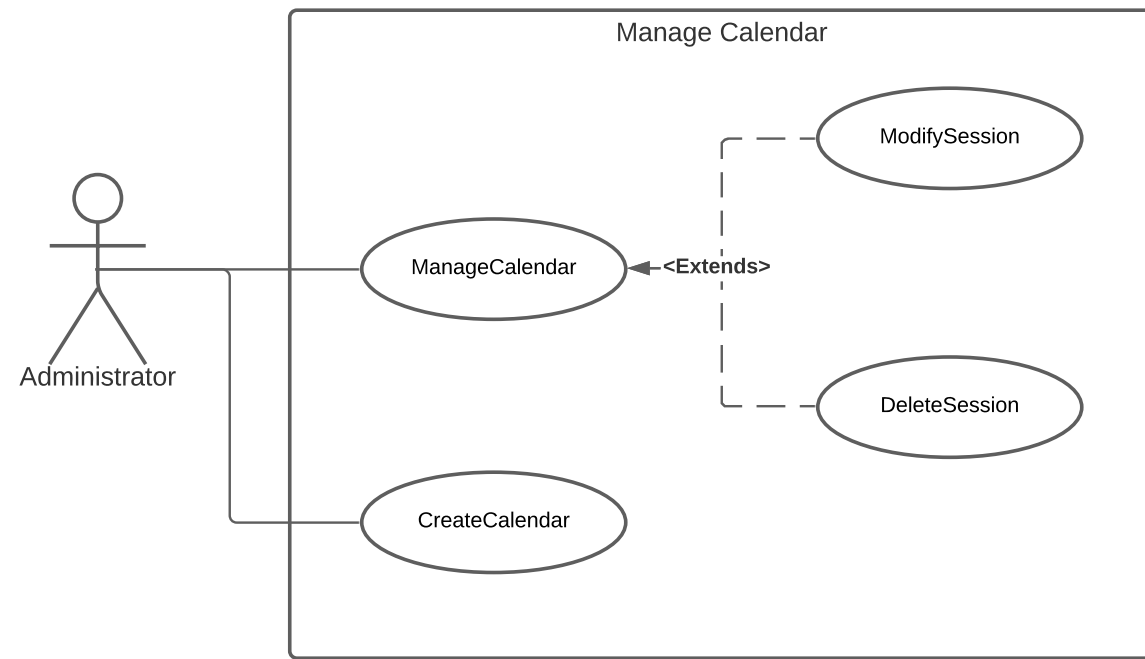 Manage Calendar
ModifySession
ManageCalendar
<Extends>
Administrator
DeleteSession
CreateCalendar